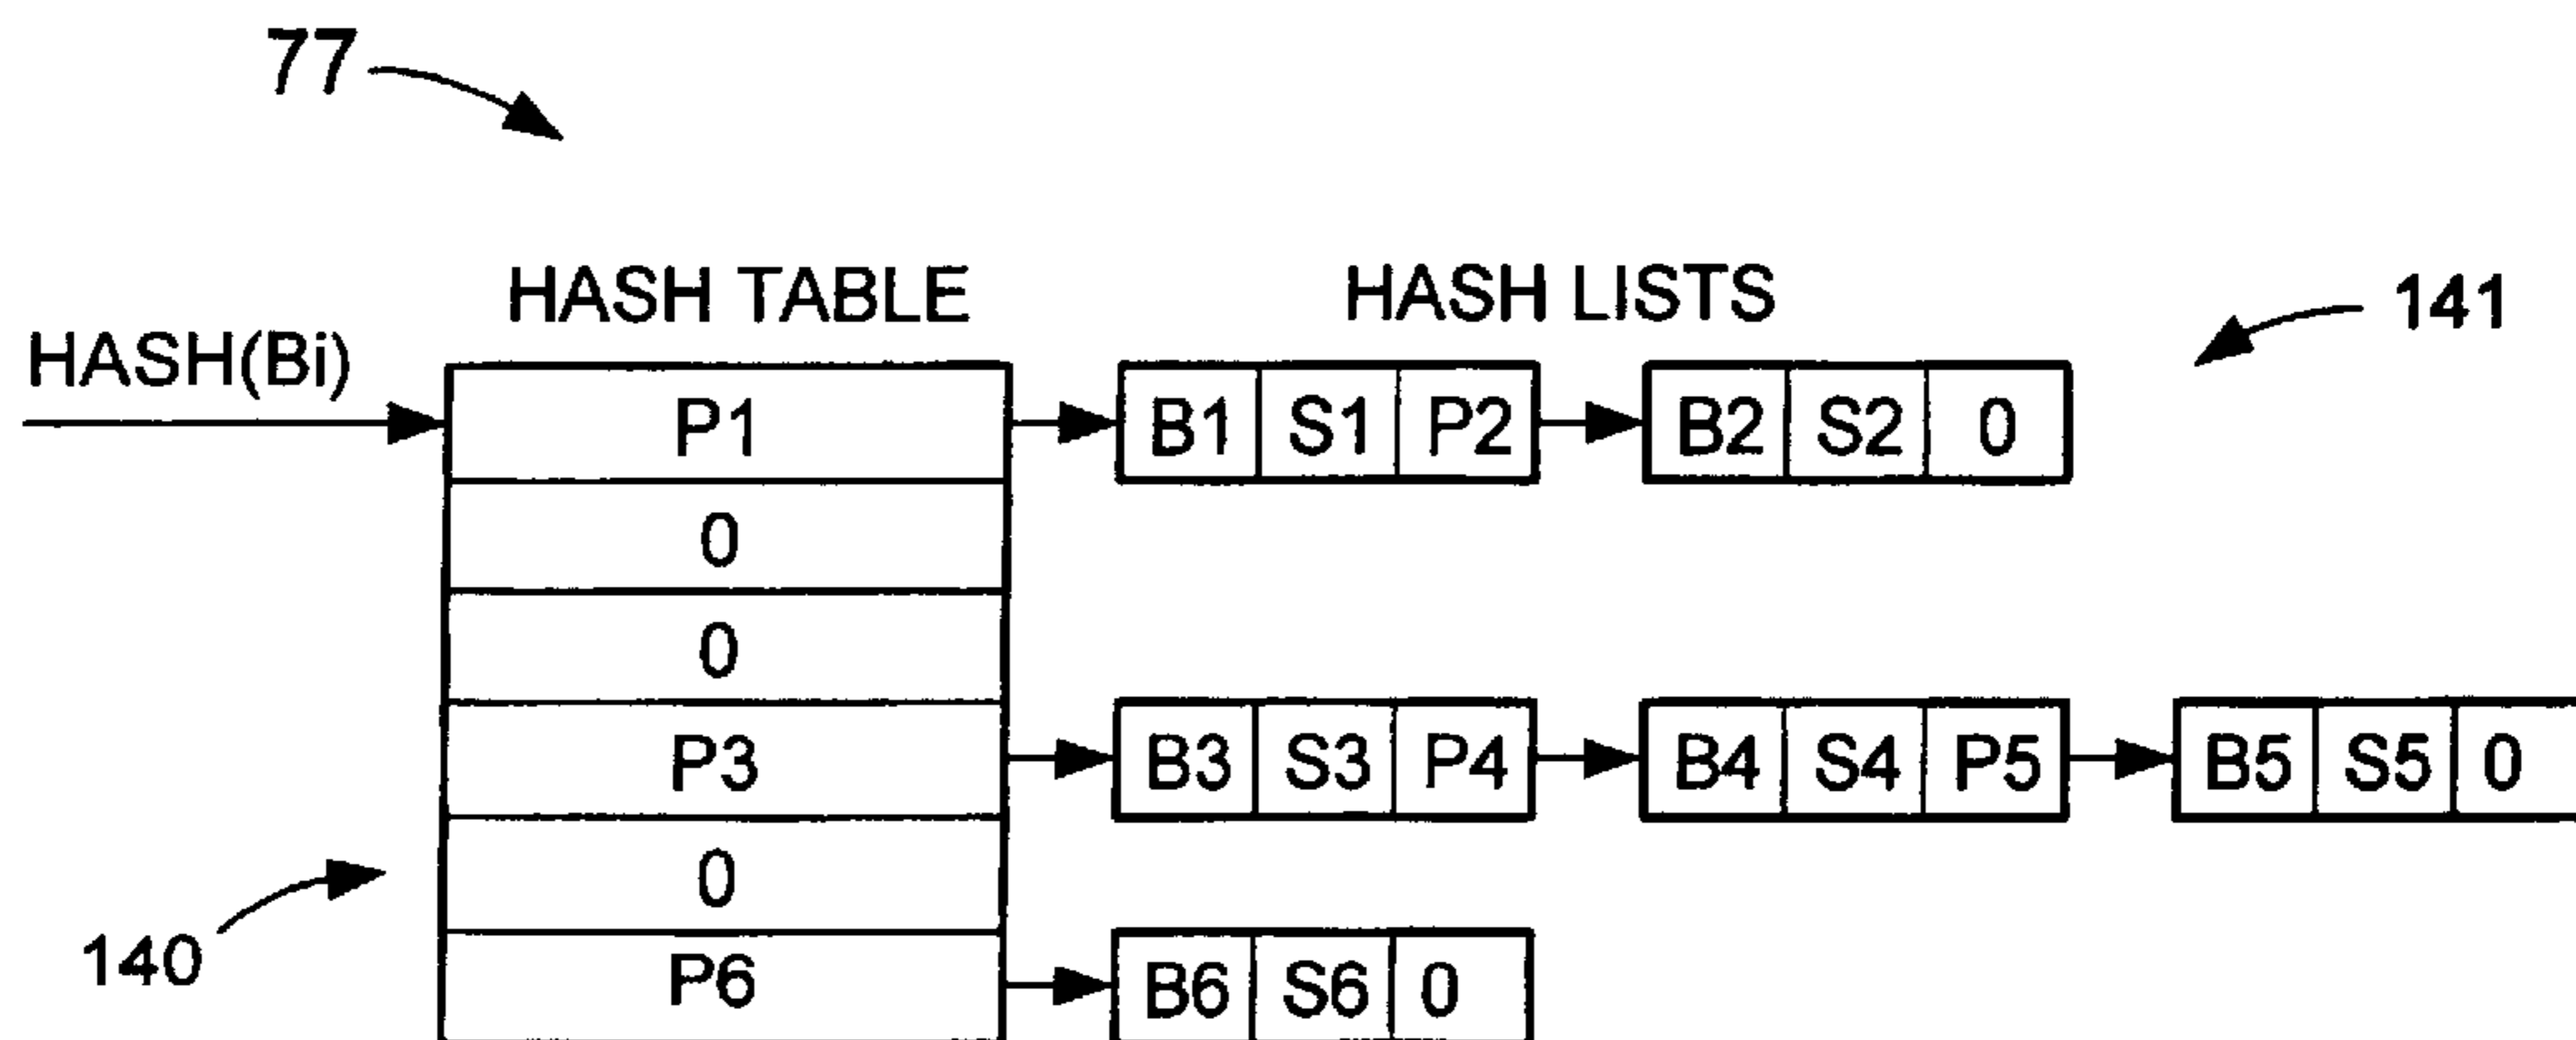 77
HASH TABLE HASH LISTS
141
HASH(Bi)
P1 B1 S1 P2 B2 S2 0
0
0
P3 B3 S3 P4 B4 S4 P5 B5 S5 0
0
140
P6 B6 S6 0